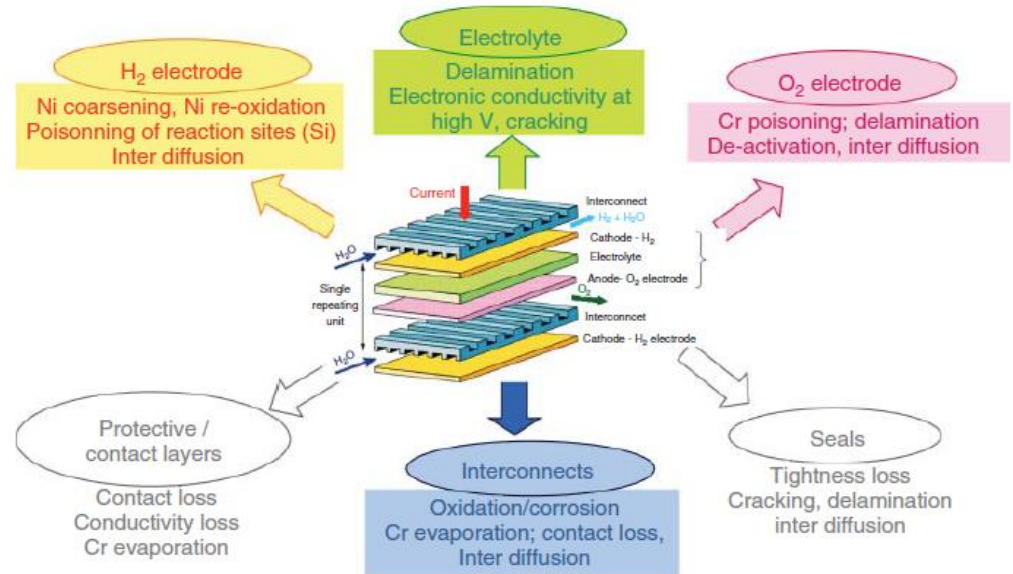 H₂ electrode
Ni coarsening, Ni re-oxidation
Poisonning of reaction sites (Si)
Inter diffusion
Electrolyte
Delamination
Electronic conductivity at
high V, cracking
O₂ electrode
Cr poisoning; delamination
De-activation, inter diffusion
Current
Interconnect
H₂ + H₂O
Cathode - H₂
Electrolyte
Anode- O₂ electrode
O₂
Interconncet
Cathode - H₂ electrode
H₂O
Single
repeating
unit
H₂O
Protective /
contact layers
Contact loss
Conductivity loss
Cr evaporation
Interconnects
Oxidation/corrosion
Cr evaporation; contact loss,
Inter diffusion
Seals
Tightness loss
Cracking, delamination
inter diffusion